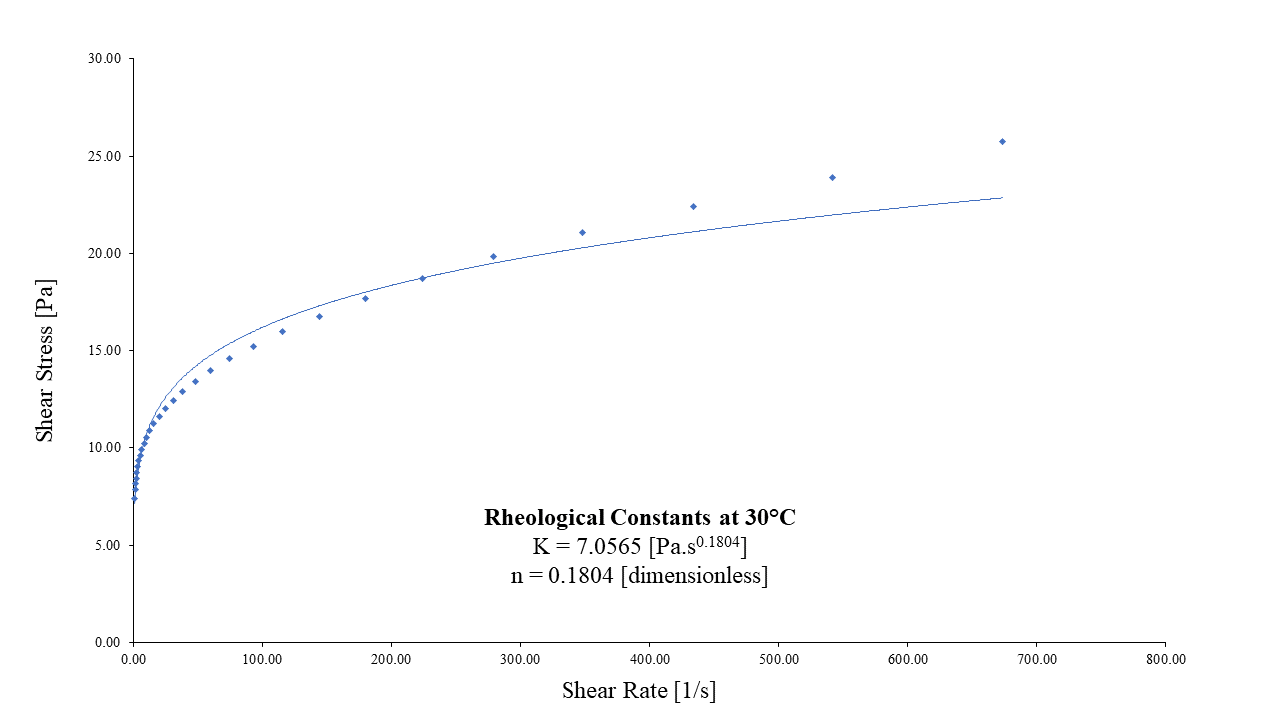 30.00
25.00
20.00
15.00
10.00
5.00
0.00
Shear Stress [Pa]
Rheological Constants at 30°C
K = 7.0565 [Pa.s^0.1804]
n = 0.1804 [dimensionless]
0.00 100.00 200.00 300.00 400.00 500.00 600.00 700.00 800.00
Shear Rate [1/s]